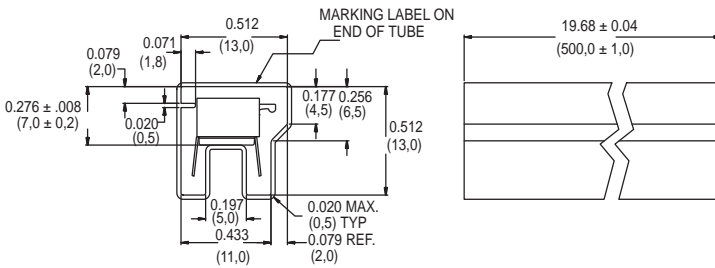 MARKING LABEL ON
END OF TUBE
0.512
(13,0)
19.68 ± 0.04
(500,0 ± 1,0)
0.071
(1,8)
0.079
(2,0)
0.276 ± .008
(7,0 ± 0,2)
0.020
(0,5)
0.177
(4,5)
0.256
(6,5)
0.512
(13,0)
0.197
(5,0)
0.020 MAX.
(0,5) TYP
0.433
(11,0)
0.079 REF.
(2,0)